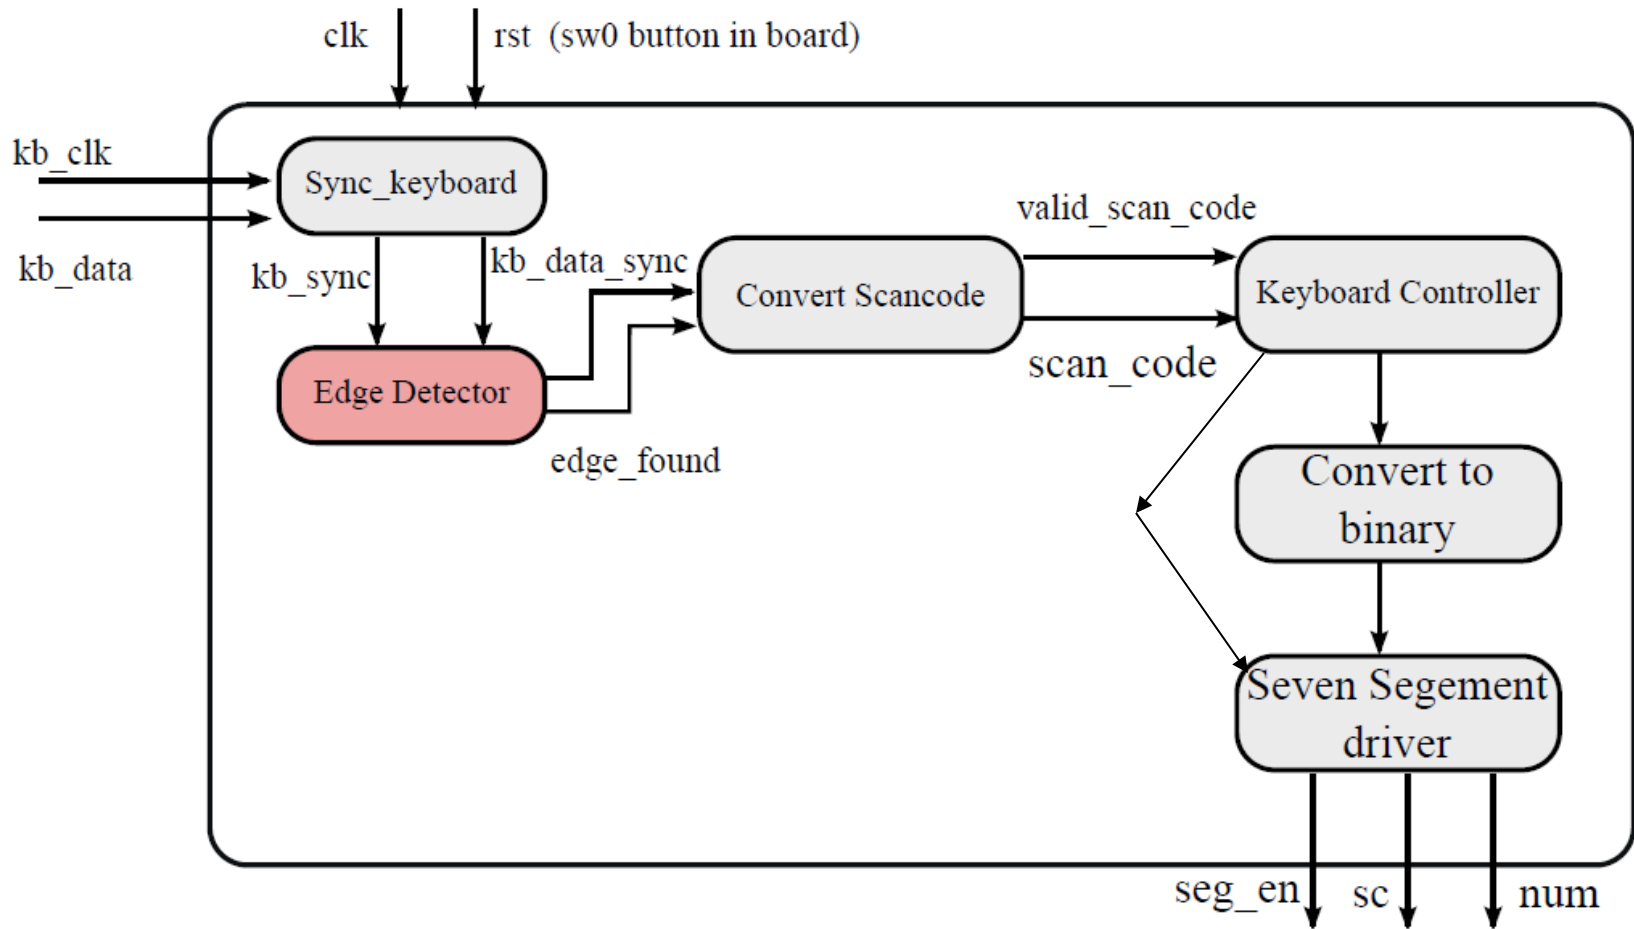 clk
rst (sw0 button in board)
kb_clk
Sync_keyboard
kb_data
kb_sync
kb_data_sync
valid_scan_code
Convert Scancode
Keyboard Controller
scan_code
Edge Detector
edge_found
Convert to
binary
Seven Segement
driver
seg_en
sc
num